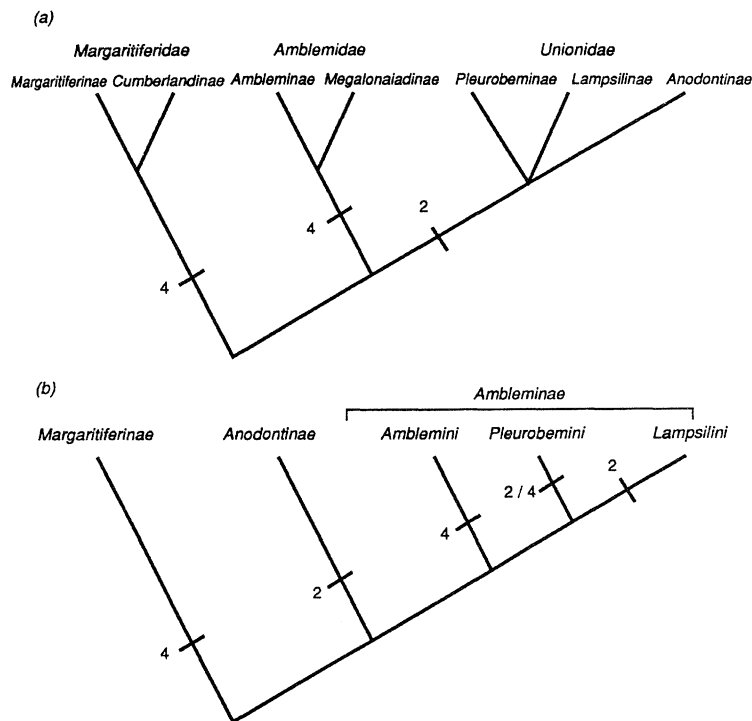 (a)
Margaritiferidae Amblemidae Unionidae
Margaritiferinae Cumberlandinae Ambleminae Megalonaiadinae Pleurobeminae Lampsilinae Anodontinae
2
4
4
(b)
Ambleminae
Margaritiferinae Anodontinae Amblemini Pleurobemini Lampsilini
2
2 / 4
4
2
4